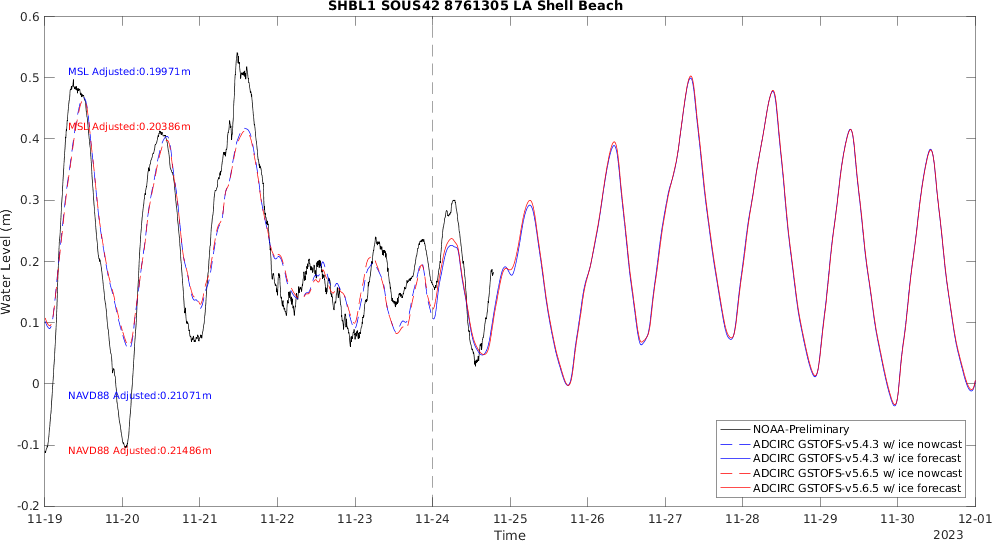 SHBL1 SOUS42 8761305 LA Shell Beach
Water Level (m)
0.6
0.5
0.4
0.3
0.2
0.1
0
-0.1
-0.2
MSL Adjusted:0.19971m
MSL Adjusted:0.20386m
NAVD88 Adjusted:0.21071m
NAVD88 Adjusted:0.21486m
NOAA-Preliminary
ADCIRC GSTOFS-v5.4.3 w/ ice nowcast
ADCIRC GSTOFS-v5.4.3 w/ ice forecast
ADCIRC GSTOFS-v5.6.5 w/ ice nowcast
ADCIRC GSTOFS-v5.6.5 w/ ice forecast
11-19 11-20 11-21 11-22 11-23 11-24 11-25 11-26 11-27 11-28 11-29 11-30 12-01
Time
2023